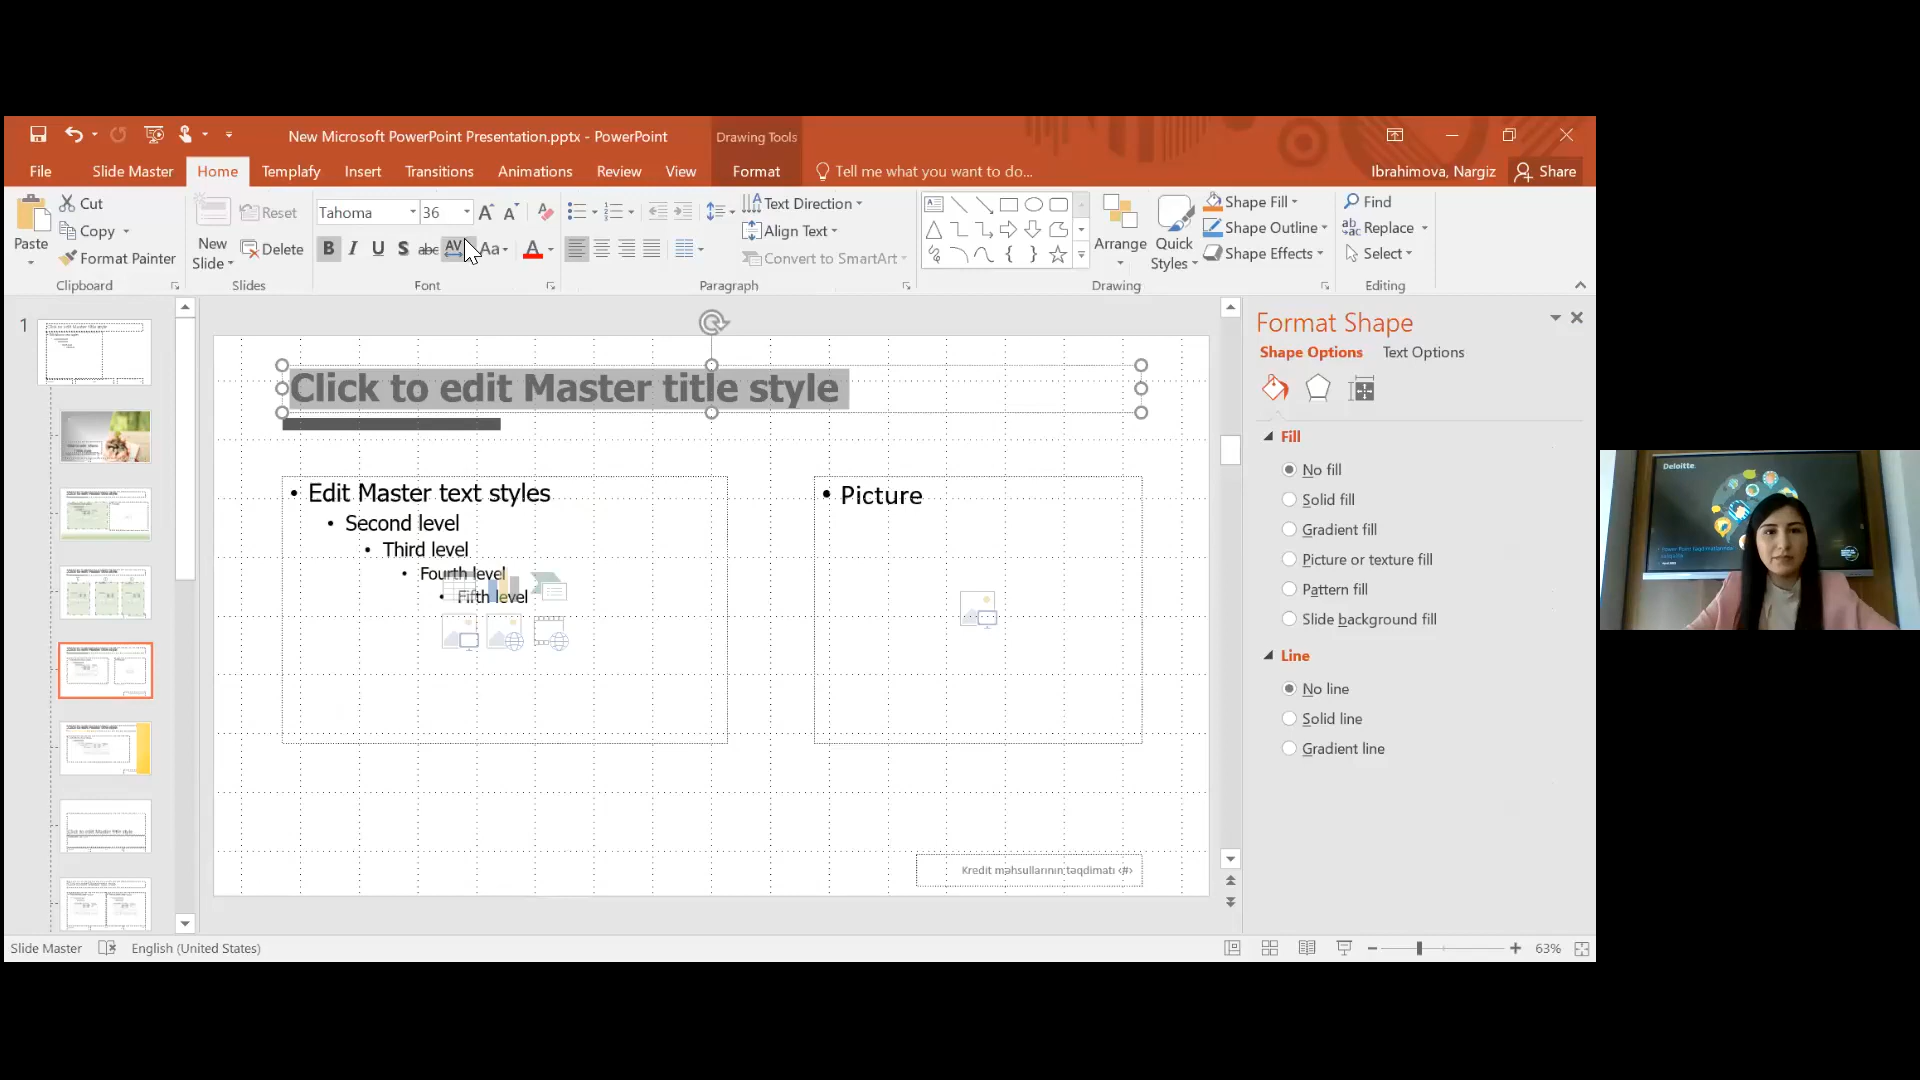 New Microsoft PowerPoint Presentation.pptx - PowerPoint
Drawing Tools
File Slide Master Home Templafy Insert Transitions Animations Review View Format Tell me what you want to do... Ibrahimova, Nargiz Share
Paste
Cut
Copy
Format Painter
Clipboard
New
Slide
Reset
Delete
Slides
Tahoma 36
B I U S abc AV Aa A
Font
Text Direction
Align Text
Convert to SmartArt
Paragraph
Arrange
Quick
Styles
Shape Fill
Shape Outline
Shape Effects
Drawing
Find
Replace
Select
Editing
1
Click to edit Master title style
• Edit Master text styles
• Second level
• Third level
• Fourth level
• Fifth level
• Picture
Kredit məhsullarının təqdimatı ‹#›
Format Shape
Shape Options Text Options
Fill
No fill
Solid fill
Gradient fill
Picture or texture fill
Pattern fill
Slide background fill
Line
No line
Solid line
Gradient line
Deloitte.
Slide Master English (United States) 63%